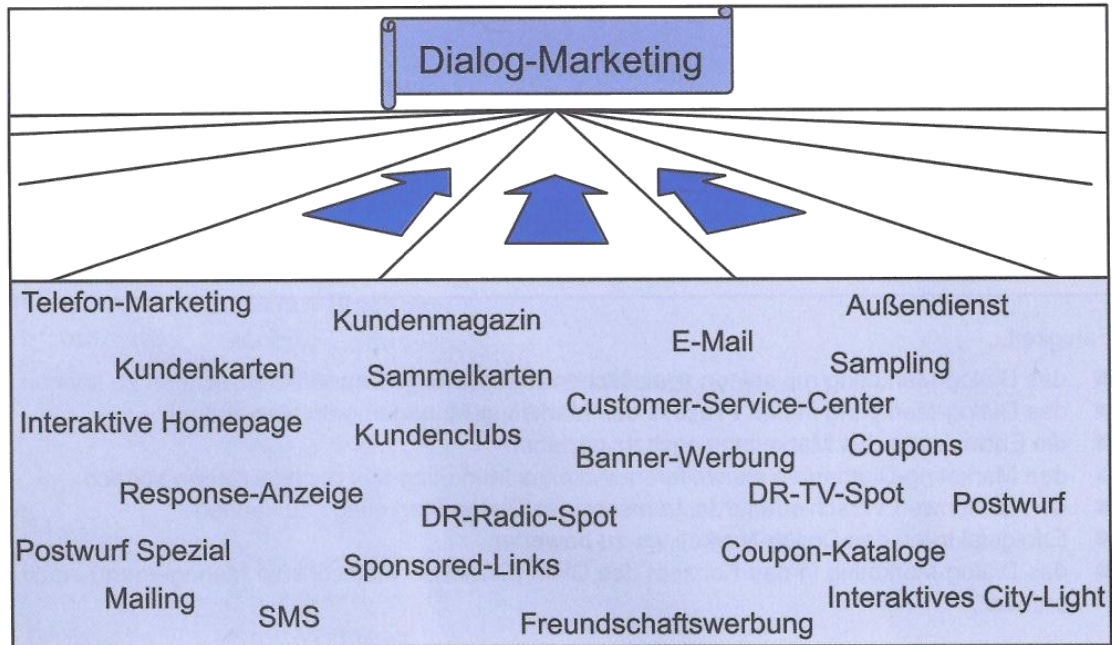 Dialog-Marketing
Telefon-Marketing
Kundenmagazin
Außendienst
E-Mail
Kundenkarten
Sammelkarten
Sampling
Customer-Service-Center
Interaktive Homepage
Kundenclubs
Banner-Werbung
Coupons
Response-Anzeige
DR-Radio-Spot
DR-TV-Spot
Postwurf
Postwurf Spezial
Sponsored-Links
Coupon-Kataloge
Mailing
SMS
Freundschaftswerbung
Interaktives City-Light